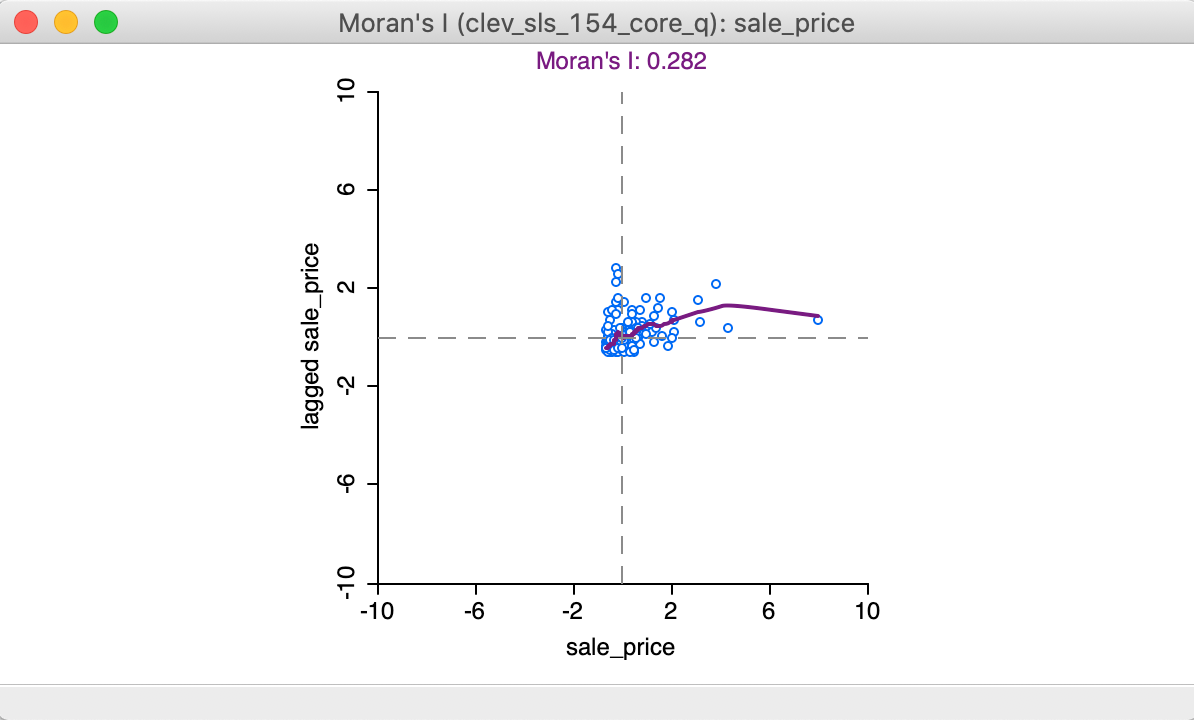 Moran's I (clev_sls_154_core_q): sale_price
Moran's I: 0.282
10
6
2
-2
-6
-10
lagged sale_price
-10 -6 -2 2 6 10
sale_price